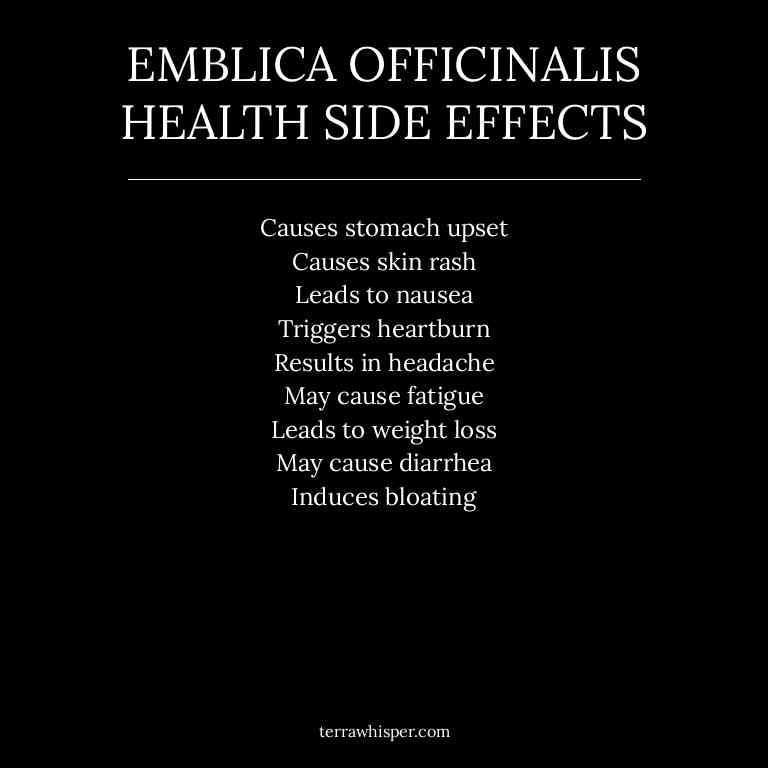 EMBLICA OFFICINALIS
HEALTH SIDE EFFECTS
Causes stomach upset
Causes skin rash
Leads to nausea
Triggers heartburn
Results in headache
May cause fatigue
Leads to weight loss
May cause diarrhea
Induces bloating
terrawhisper.com